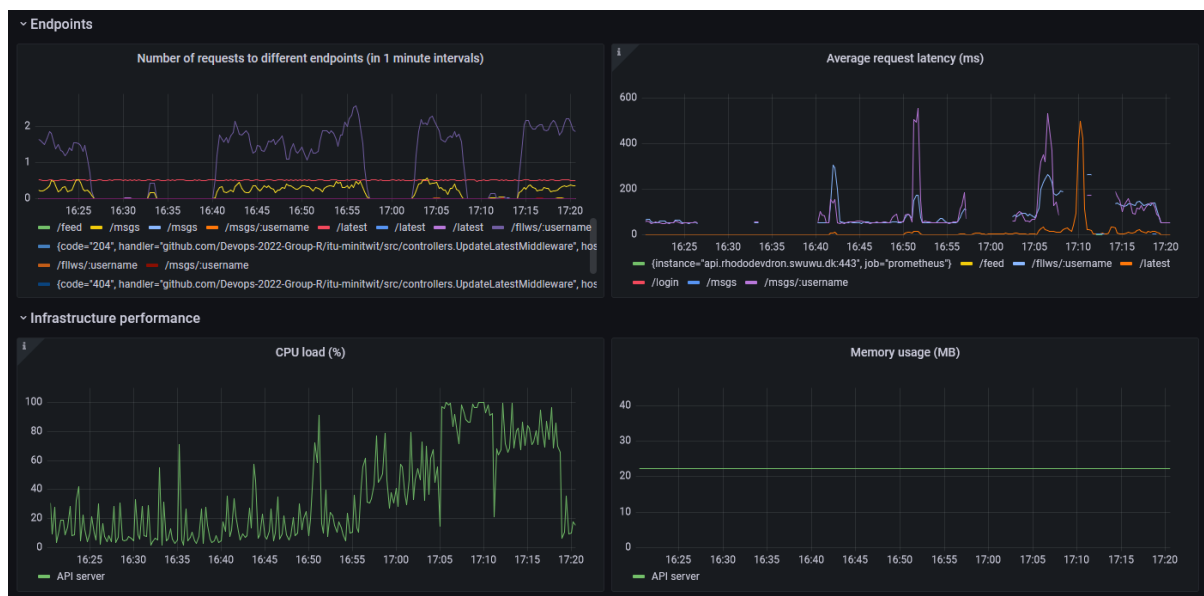 Endpoints
Number of requests to different endpoints (in 1 minute intervals)
2
1
0
16:25 16:30 16:35 16:40 16:45 16:50 16:55 17:00 17:05 17:10 17:15 17:20
/feed /msgs /msgs /msgs/:username /latest /latest /latest /fllws/:username
{code="204", handler="github.com/Devops-2022-Group-R/itu-minitwit/src/controllers.UpdateLatestMiddleware", hos
/fllws/:username /msgs/:username
{code="404", handler="github.com/Devops-2022-Group-R/itu-minitwit/src/controllers.UpdateLatestMiddleware", hos
i
Average request latency (ms)
600
400
200
0
16:25 16:30 16:35 16:40 16:45 16:50 16:55 17:00 17:05 17:10 17:15 17:20
{instance="api.rhododevdron.swuwu.dk:443", job="prometheus"} /feed /fllws/:username /latest
/login /msgs /msgs/:username
Infrastructure performance
i
CPU load (%)
100
80
60
40
20
0
16:25 16:30 16:35 16:40 16:45 16:50 16:55 17:00 17:05 17:10 17:15 17:20
API server
Memory usage (MB)
40
30
20
10
0
16:25 16:30 16:35 16:40 16:45 16:50 16:55 17:00 17:05 17:10 17:15 17:20
API server